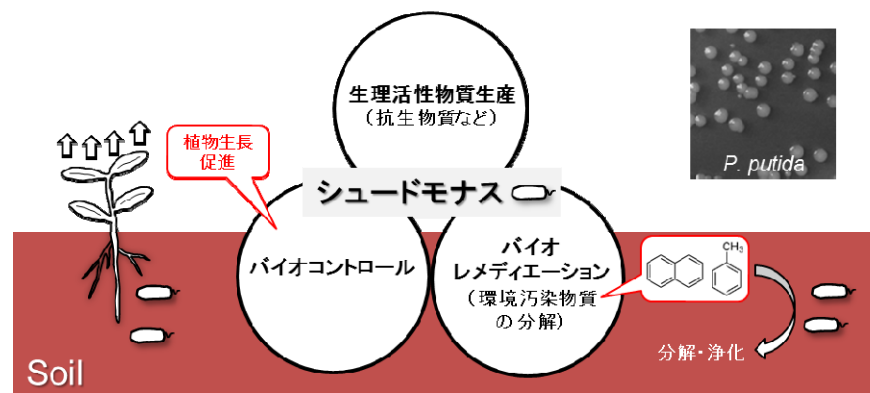 生理活性物質生産
（抗生物質など）
植物生長
促進
P. putida
シュードモナス
バイオコントロール
バイオ
レメディエーション
（環境汚染物質
の分解）
CH3
分解・浄化
Soil